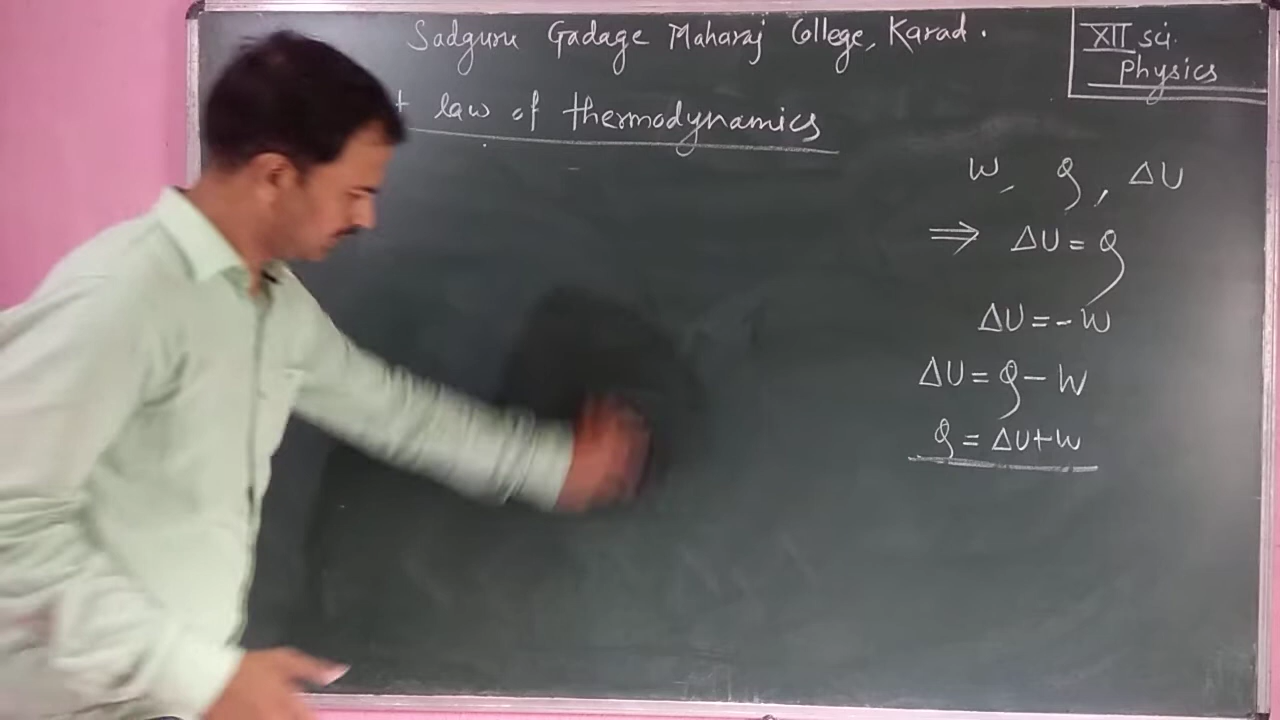 Sadguru Gadage Maharaj College, Karad.
XII sci.
Physics
law of thermodynamics
W, Q, ΔU
⇒ ΔU = Q
ΔU = -W
ΔU = Q - W
Q = ΔU + W